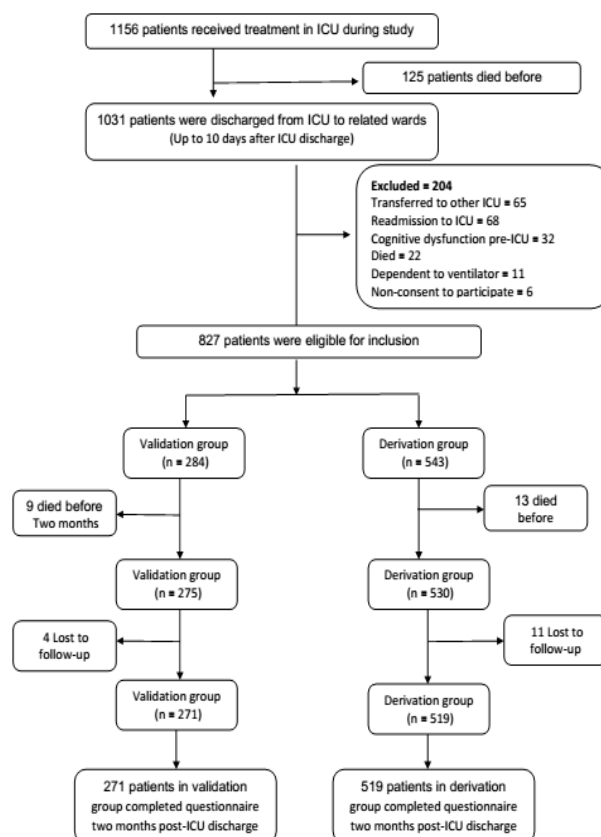 1156 patients received treatment in ICU during study
125 patients died before
1031 patients were discharged from ICU to related wards
(Up to 10 days after ICU discharge)
Excluded = 204
Transferred to other ICU = 65
Readmission to ICU = 68
Cognitive dysfunction pre-ICU = 32
Died = 22
Dependent to ventilator = 11
Non-consent to participate = 6
827 patients were eligible for inclusion
Validation group
(n = 284)
Derivation group
(n = 543)
9 died before
Two months
13 died
before
Validation group
(n = 275)
Derivation group
(n = 530)
4 Lost to
follow-up
11 Lost to
follow-up
Validation group
(n = 271)
Derivation group
(n = 519)
271 patients in validation
group completed questionnaire
two months post-ICU discharge
519 patients in derivation
group completed questionnaire
two months post-ICU discharge